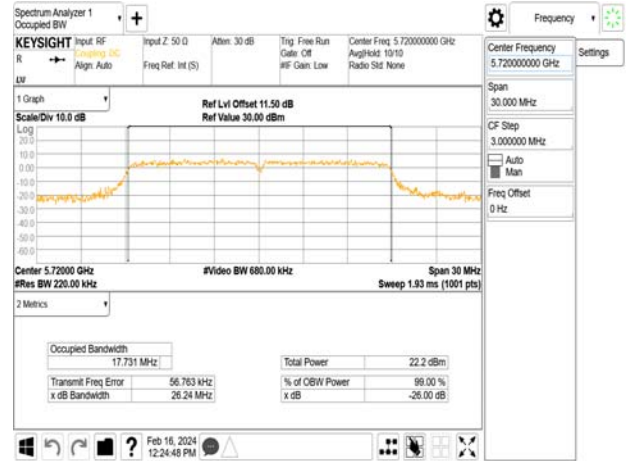 Spectrum Analyzer 1
Occupied BW
Frequency
KEYSIGHT
Input: RF
Coupling: DC
Align: Auto
Input Z: 50 Ω
Freq Ref: Int (S)
Atten: 30 dB
Trig: Free Run
Gate: Off
#IF Gain: Low
Center Freq: 5.720000000 GHz
Avg|Hold: 10/10
Radio Std: None
R
Center Frequency
5.720000000 GHz
Settings
Span
30.000 MHz
CF Step
3.000000 MHz
Auto
Man
Freq Offset
0 Hz
1 Graph
Scale/Div 10.0 dB
Ref Lvl Offset 11.50 dB
Ref Value 30.00 dBm
Log
20.0
10.0
0.00
-10.0
-20.0
-30.0
-40.0
-50.0
-60.0
Center 5.72000 GHz
#Video BW 680.00 kHz
Span 30 MHz
#Res BW 220.00 kHz
Sweep 1.93 ms (1001 pts)
2 Metrics
Occupied Bandwidth
17.731 MHz
Total Power 22.2 dBm
Transmit Freq Error 56.763 kHz
% of OBW Power 99.00 %
x dB Bandwidth 26.24 MHz
x dB -26.00 dB
Feb 16, 2024
12:24:48 PM